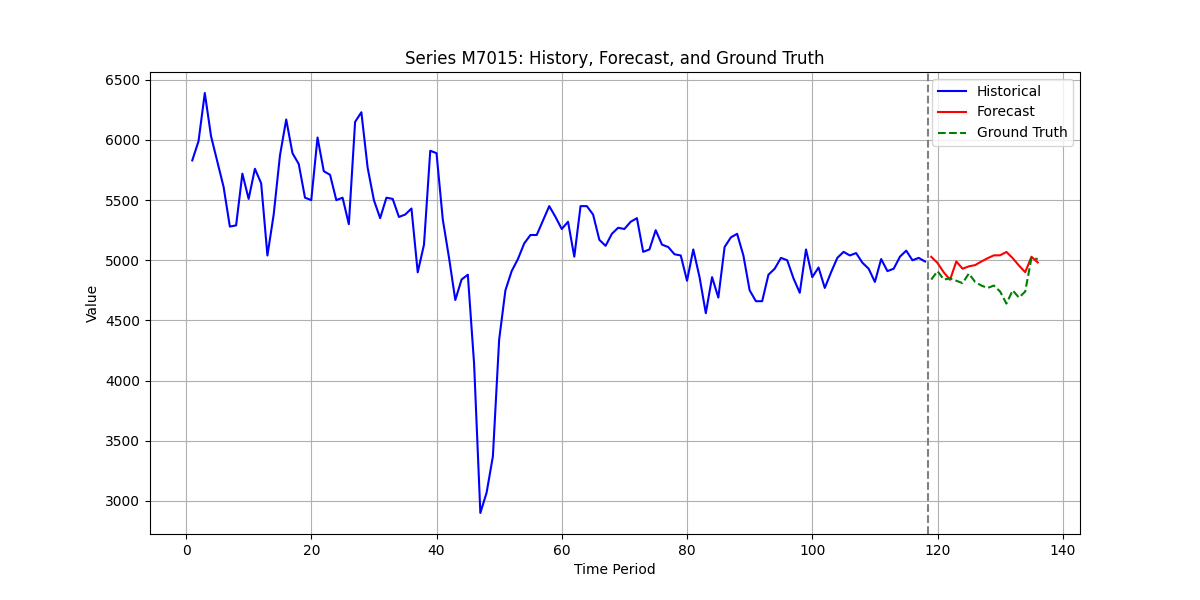 Series M7015: History, Forecast, and Ground Truth
Historical
Forecast
Ground Truth
Value
6500
6000
5500
5000
4500
4000
3500
3000
0 20 40 60 80 100 120 140
Time Period